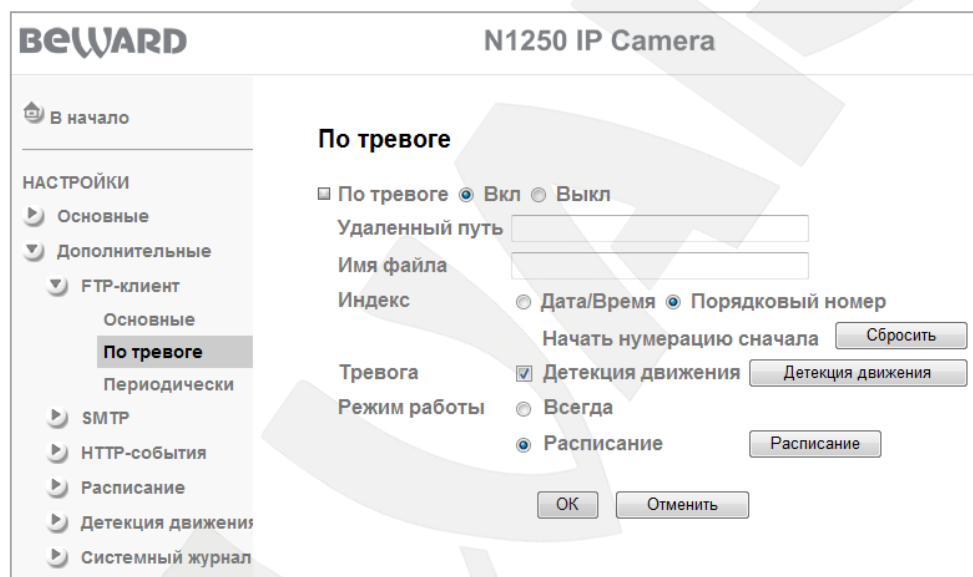 BEWARD
N1250 IP Camera
В начало
НАСТРОЙКИ
Основные
Дополнительные
FTP-клиент
Основные
По тревоге
Периодически
SMTP
HTTP-события
Расписание
Детекция движения
Системный журнал
По тревоге
По тревоге Вкл Выкл
Удаленный путь
Имя файла
Индекс Дата/Время Порядковый номер
Начать нумерацию сначала Сбросить
Тревога Детекция движения Детекция движения
Режим работы Всегда
Расписание Расписание
OK Отменить